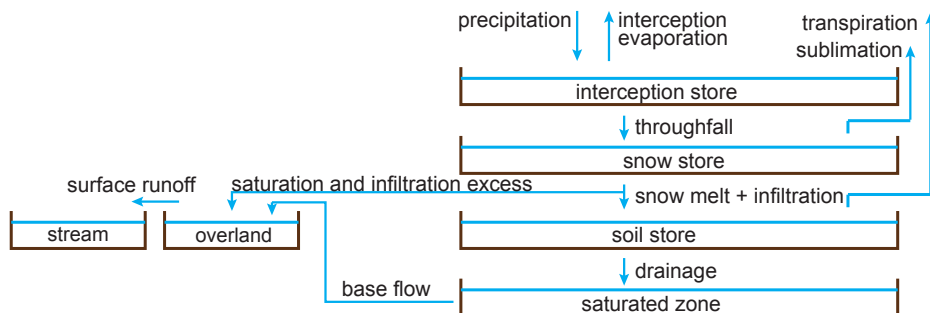 precipitation
interception
evaporation
transpiration
sublimation
interception store
throughfall
snow store
surface runoff
saturation and infiltration excess
snow melt + infiltration
stream
overland
soil store
drainage
base flow
saturated zone